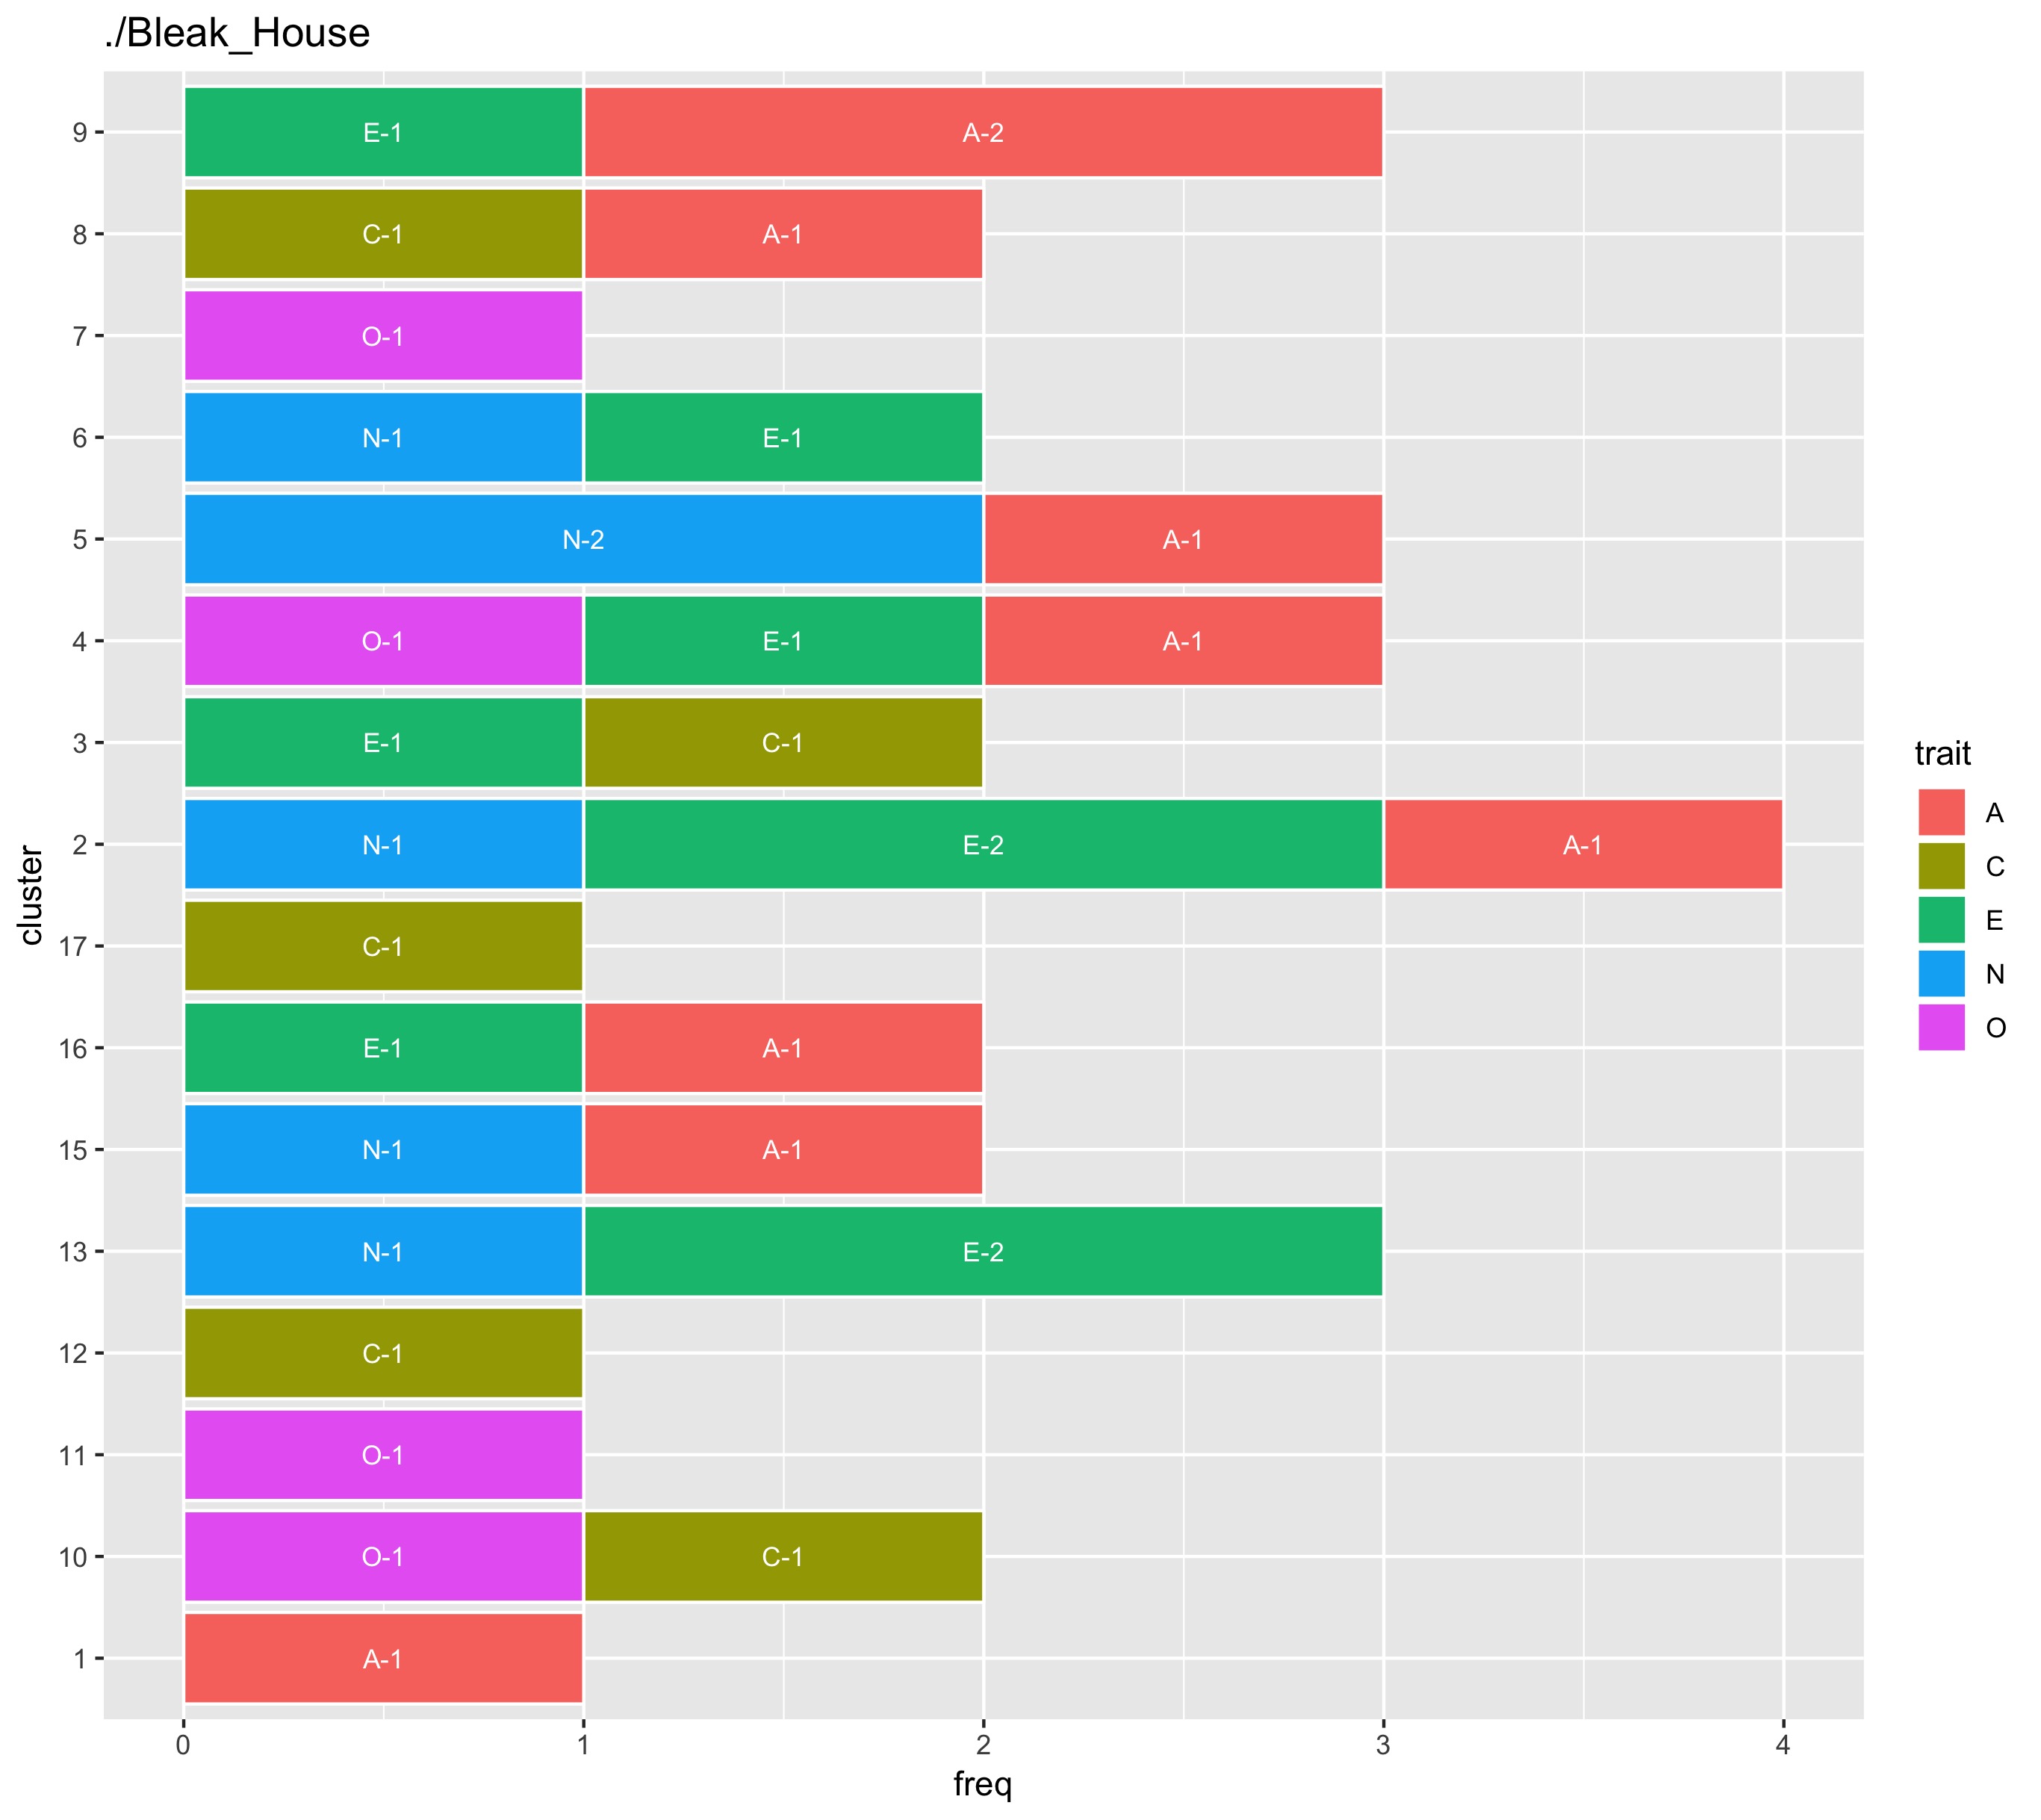 ./Bleak_House
9 E-1 A-2
8 C-1 A-1
7 O-1
6 N-1 E-1
5 N-2 A-1
4 O-1 E-1 A-1
3 E-1 C-1
2 N-1 E-2 A-1
17 C-1
16 E-1 A-1
15 N-1 A-1
13 N-1 E-2
12 C-1
11 O-1
10 O-1 C-1
1 A-1
cluster
0 1 2 3 4
freq
trait
A
C
E
N
O